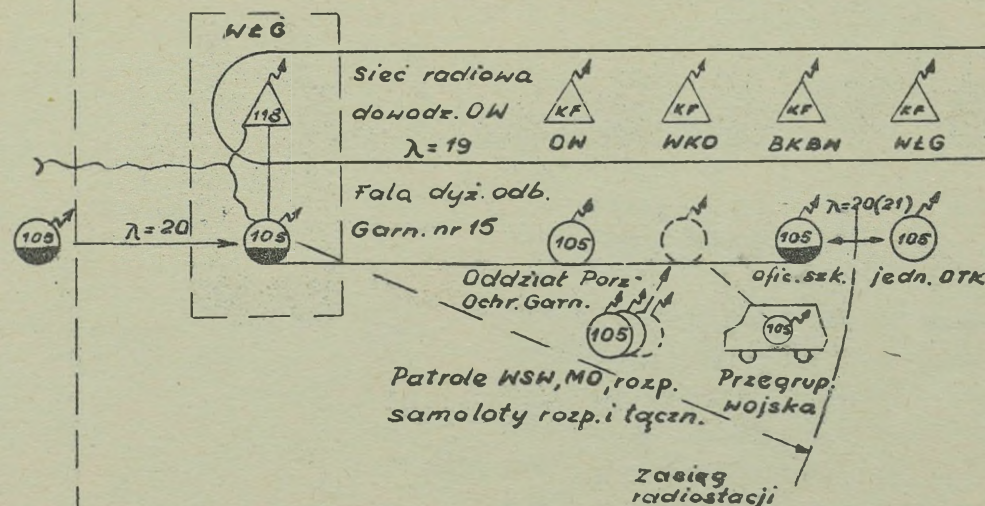 WŁG
118
Sieć radiowa
dowodz. OW
λ=19
KF KF KF KF
OW WKO BKBM WŁG
Fala dyż. odb.
Garn. nr 15
105
λ=20
105
105
105
λ=20(21)
105
Oddział Porz-
Ochr. Garn.
Ofic. szk.
jedn. OTK
105
105
Patrole WSW, MO, rozp.
samoloty rozp. i łączn.
Przegrup.
wojska
Zasięg
radiostacji